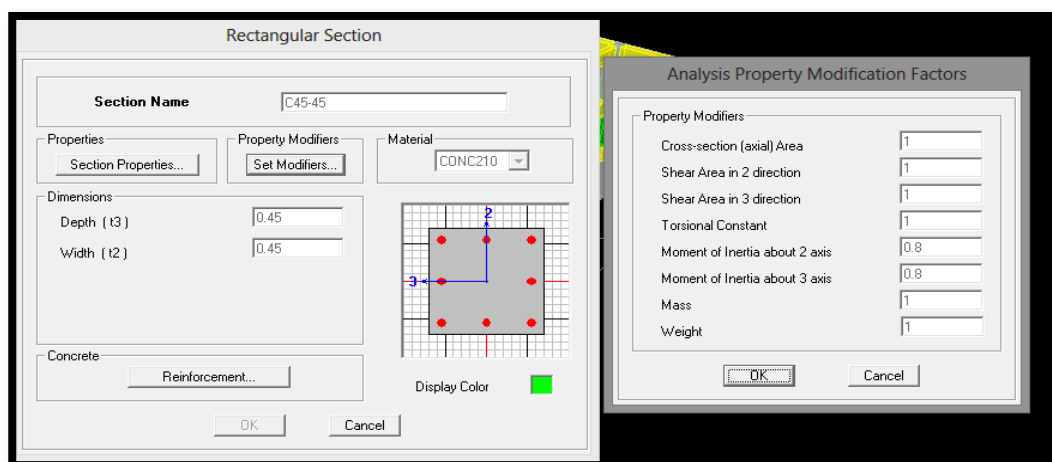 Rectangular Section
Section Name C45-45
Properties
Section Properties...
Property Modifiers
Set Modifiers...
Material
CONC210
Dimensions
Depth ( t3 ) 0.45
Width ( t2 ) 0.45
2
3
Concrete
Reinforcement...
Display Color
OK Cancel
Analysis Property Modification Factors
Property Modifiers
Cross-section (axial) Area 1
Shear Area in 2 direction 1
Shear Area in 3 direction 1
Torsional Constant 1
Moment of Inertia about 2 axis 0.8
Moment of Inertia about 3 axis 0.8
Mass 1
Weight 1
OK Cancel